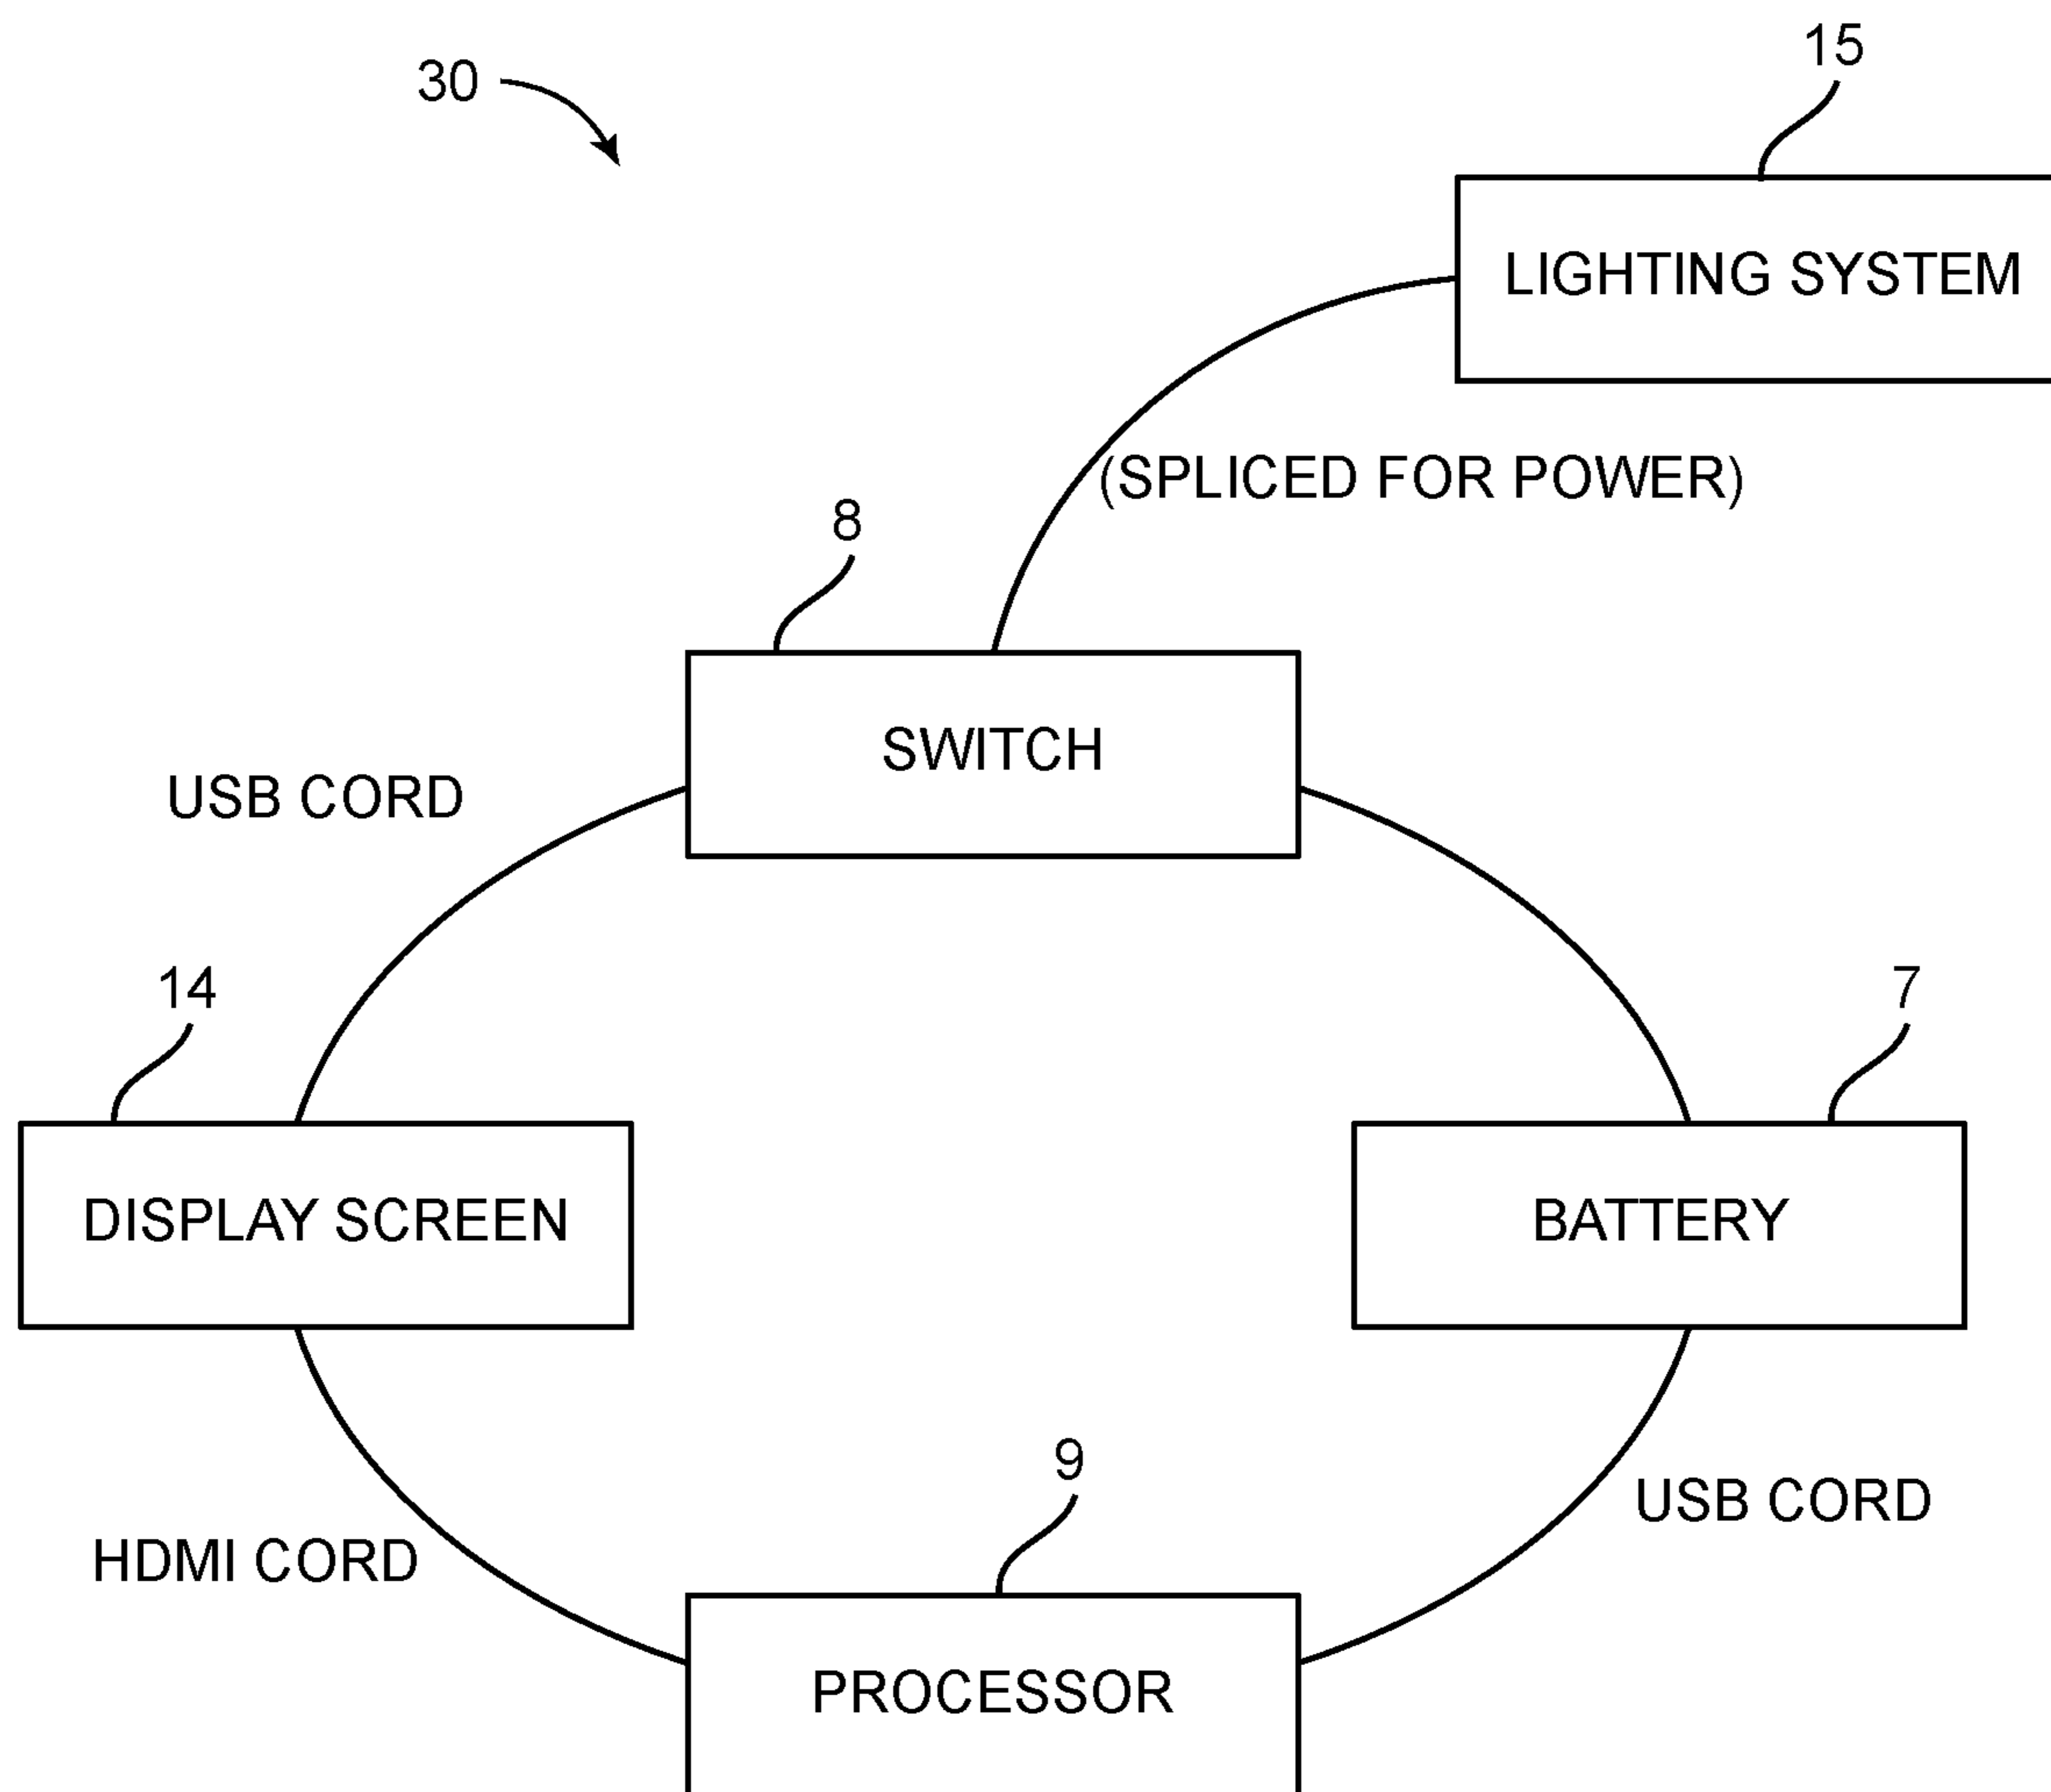 15
30
LIGHTING SYSTEM
(SPLICED FOR POWER)
8
SWITCH
USB CORD
14
7
DISPLAY SCREEN
BATTERY
9
USB CORD
HDMI CORD
PROCESSOR